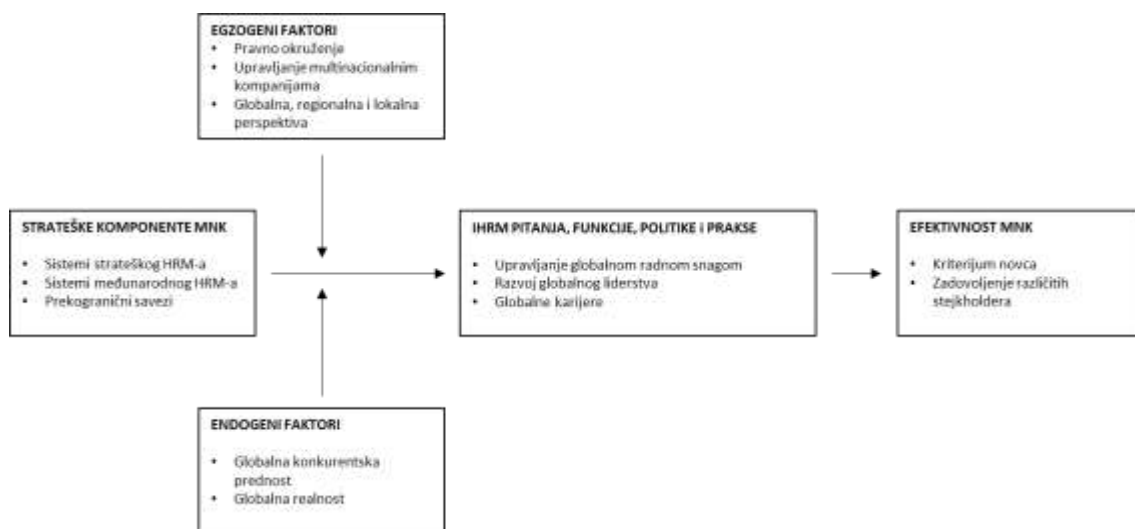 EGZOGENI FAKTORI
• Pravno okruženje
• Upravljanje multinacionalnim
kompanijama
• Globalna, regionalna i lokalna
perspektiva
STRATEŠKE KOMPONENTE MNK
• Sistemi strateškog HRM-a
• Sistemi međunarodnog HRM-a
• Prekogranični savezi
IHRM PITANJA, FUNKCIJE, POLITIKE i PRAKSE
• Upravljanje globalnom radnom snagom
• Razvoj globalnog liderstva
• Globalne karijere
EFEKTIVNOST MNK
• Kriterijum novca
• Zadovoljenje različitih
stejkholdera
ENDOGENI FAKTORI
• Globalna konkurentska
prednost
• Globalna realnost